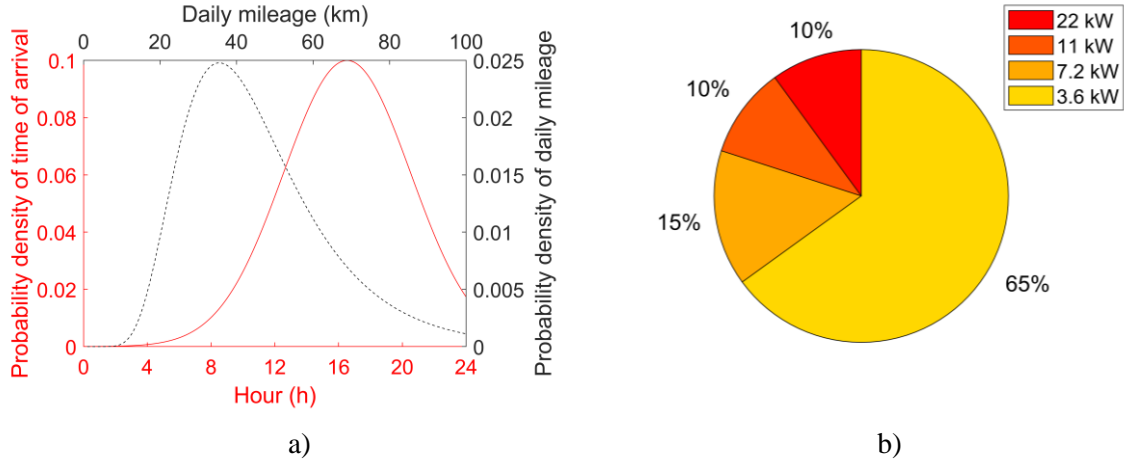 Daily mileage (km)
0 20 40 60 80 100
Probability density of time of arrival
0.1
0.08
0.06
0.04
0.02
0
0.025
0.02
0.015
0.01
0.005
0
Probability density of daily mileage
0 4 8 12 16 20 24
Hour (h)
a)
10%
10%
15%
65%
22 kW
11 kW
7.2 kW
3.6 kW
b)